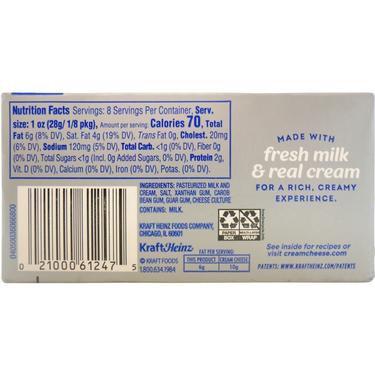 Nutrition Facts Servings: 8 Servings Per Container, Serv.
size: 1 oz (28g/ 1/8 pkg), Amount per serving: Calories 70, Total
Fat 6g (8% DV), Sat. Fat 4g (19% DV), Trans Fat 0g, Cholest. 20mg
(6% DV), Sodium 120mg (5% DV), Total Carb. <1g (0% DV), Fiber 0g
(0% DV), Total Sugars <1g (Incl. 0g Added Sugars, 0% DV), Protein 2g,
Vit. D (0% DV), Calcium (0% DV), Iron (0% DV), Potas. (0% DV).
MADE WITH
fresh milk
& real cream
FOR A RICH, CREAMY
EXPERIENCE.
INGREDIENTS: PASTEURIZED MILK AND
CREAM, SALT, XANTHAN GUM, CAROB
BEAN GUM, GUAR GUM, CHEESE CULTURE
CONTAINS: MILK.
KRAFT HEINZ FOODS COMPANY,
CHICAGO, IL 60601
KraftHeinz
© KRAFT FOODS
1.800.634.1984
PAPER BOX
WRAP
FAT PER SERVING:
THIS PRODUCT CREAM CHEESE
6g 10g
See inside for recipes or
visit creamcheese.com
PATENTS: WWW.KRAFTHEINZ.COM/PATENTS
0 21000 61247 5